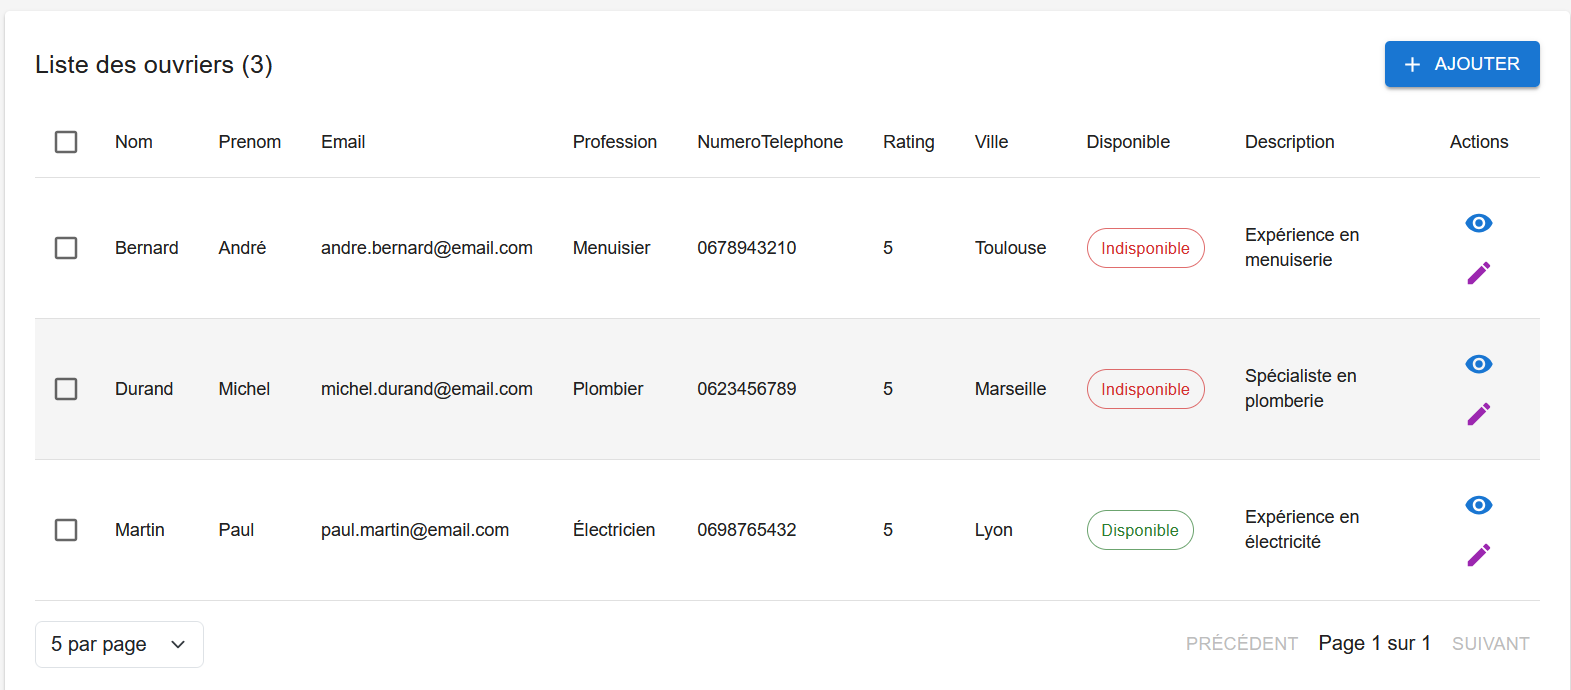 Liste des ouvriers (3)
+ AJOUTER
Nom Prenom Email Profession NumeroTelephone Rating Ville Disponible Description Actions
Bernard André andre.bernard@email.com Menuisier 0678943210 5 Toulouse Indisponible Expérience en
menuiserie
Durand Michel michel.durand@email.com Plombier 0623456789 5 Marseille Indisponible Spécialiste en
plomberie
Martin Paul paul.martin@email.com Électricien 0698765432 5 Lyon Disponible Expérience en
électricité
5 par page PRÉCÉDENT Page 1 sur 1 SUIVANT